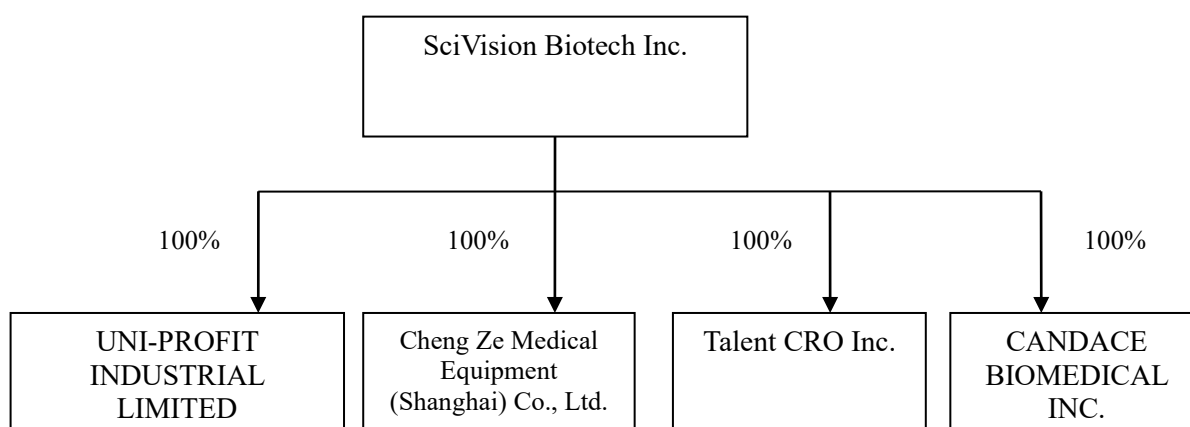 SciVision Biotech Inc.
100%
100%
100%
100%
UNI-PROFIT
INDUSTRIAL
LIMITED
Cheng Ze Medical
Equipment
(Shanghai) Co., Ltd.
Talent CRO Inc.
CANDACE
BIOMEDICAL
INC.